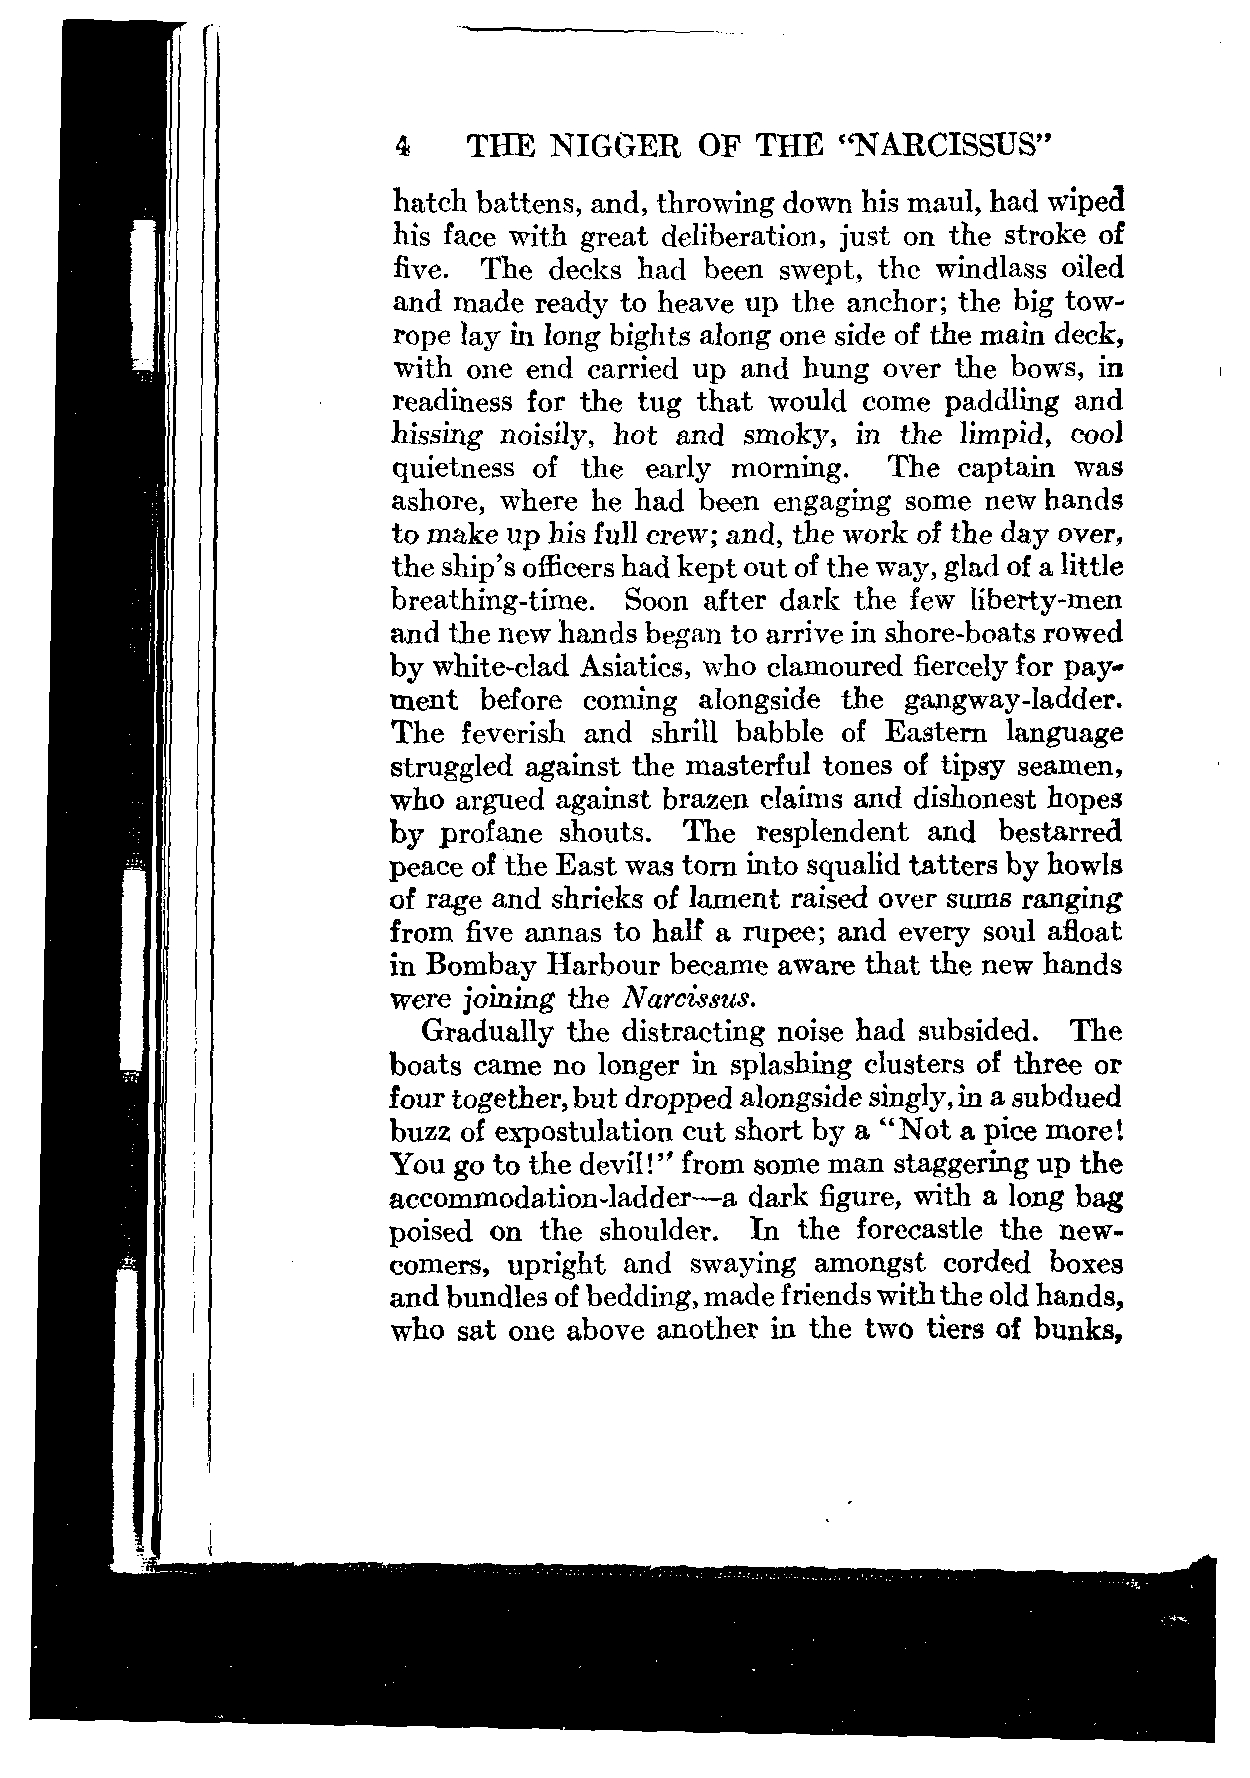 4 THE NIGGER OF THE “NARCISSUS”
hatch battens, and, throwing down his maul, had wiped
his face with great deliberation, just on the stroke of
five. The decks had been swept, the windlass oiled
and made ready to heave up the anchor; the big tow-
rope lay in long bights along one side of the main deck,
with one end carried up and hung over the bows, in
readiness for the tug that would come paddling and
hissing noisily, hot and smoky, in the limpid, cool
quietness of the early morning. The captain was
ashore, where he had been engaging some new hands
to make up his full crew; and, the work of the day over,
the ship’s officers had kept out of the way, glad of a little
breathing-time. Soon after dark the few liberty-men
and the new hands began to arrive in shore-boats rowed
by white-clad Asiatics, who clamoured fiercely for pay-
ment before coming alongside the gangway-ladder.
The feverish and shrill babble of Eastern language
struggled against the masterful tones of tipsy seamen,
who argued against brazen claims and dishonest hopes
by profane shouts. The resplendent and bestarred
peace of the East was torn into squalid tatters by howls
of rage and shrieks of lament raised over sums ranging
from five annas to half a rupee; and every soul afloat
in Bombay Harbour became aware that the new hands
were joining the Narcissus.
Gradually the distracting noise had subsided. The
boats came no longer in splashing clusters of three or
four together, but dropped alongside singly, in a subdued
buzz of expostulation cut short by a “Not a pice more!
You go to the devil!” from some man staggering up the
accommodation-ladder—a dark figure, with a long bag
poised on the shoulder. In the forecastle the new-
comers, upright and swaying amongst corded boxes
and bundles of bedding, made friends with the old hands,
who sat one above another in the two tiers of bunks,